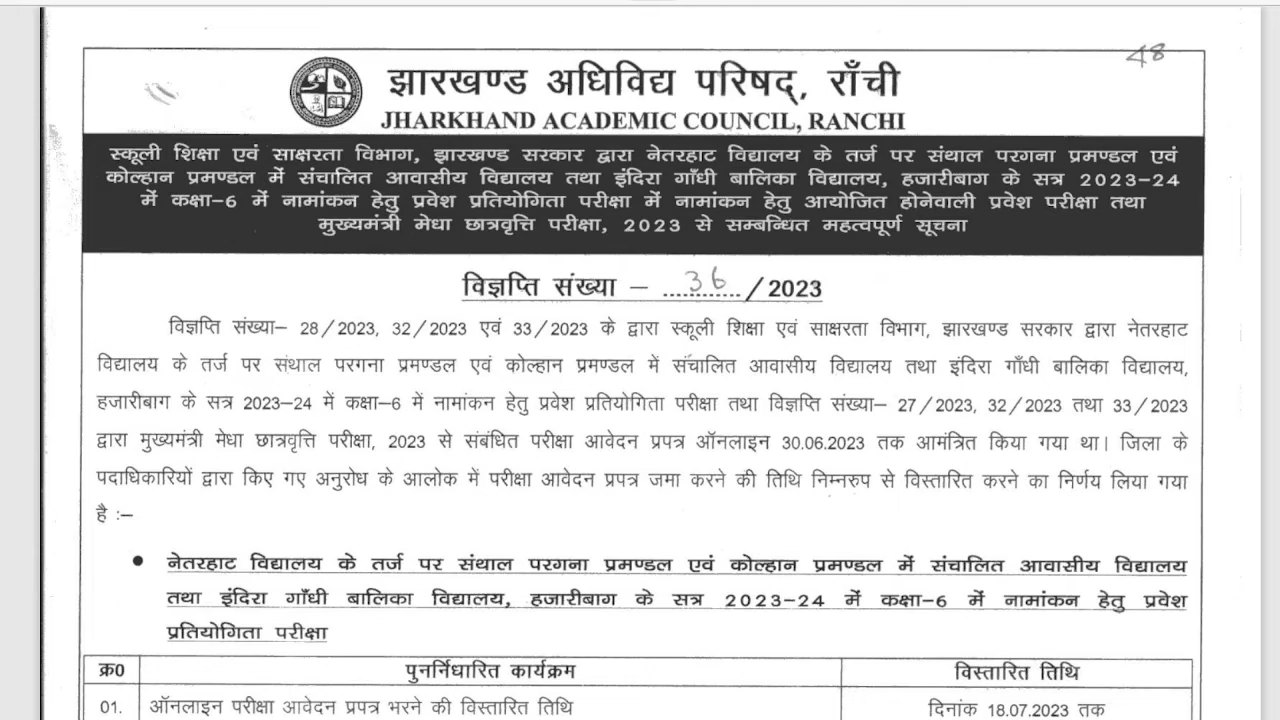 48
झारखण्ड अधिविद्य परिषद्, राँची
JHARKHAND ACADEMIC COUNCIL, RANCHI
स्कूली शिक्षा एवं साक्षरता विभाग, झारखण्ड सरकार द्वारा नेतरहाट विद्यालय के तर्ज पर संथाल परगना प्रमण्डल एवं
कोल्हान प्रमण्डल में संचालित आवासीय विद्यालय तथा इंदिरा गाँधी बालिका विद्यालय, हजारीबाग के सत्र 2023–24
में कक्षा–6 में नामांकन हेतु प्रवेश प्रतियोगिता परीक्षा में नामांकन हेतु आयोजित होनेवाली प्रवेश परीक्षा तथा
मुख्यमंत्री मेधा छात्रवृत्ति परीक्षा, 2023 से सम्बन्धित महत्वपूर्ण सूचना
विज्ञप्ति संख्या – ...36.../2023
विज्ञप्ति संख्या– 28/2023, 32/2023 एवं 33/2023 के द्वारा स्कूली शिक्षा एवं साक्षरता विभाग, झारखण्ड सरकार द्वारा नेतरहाट
विद्यालय के तर्ज पर संथाल परगना प्रमण्डल एवं कोल्हान प्रमण्डल में संचालित आवासीय विद्यालय तथा इंदिरा गाँधी बालिका विद्यालय,
हजारीबाग के सत्र 2023–24 में कक्षा–6 में नामांकन हेतु प्रवेश प्रतियोगिता परीक्षा तथा विज्ञप्ति संख्या– 27/2023, 32/2023 तथा 33/2023
द्वारा मुख्यमंत्री मेधा छात्रवृत्ति परीक्षा, 2023 से संबंधित परीक्षा आवेदन प्रपत्र ऑनलाइन 30.06.2023 तक आमंत्रित किया गया था। जिला के
पदाधिकारियों द्वारा किए गए अनुरोध के आलोक में परीक्षा आवेदन प्रपत्र जमा करने की तिथि निम्नरुप से विस्तारित करने का निर्णय लिया गया
है :–
• नेतरहाट विद्यालय के तर्ज पर संथाल परगना प्रमण्डल एवं कोल्हान प्रमण्डल में संचालित आवासीय विद्यालय
तथा इंदिरा गाँधी बालिका विद्यालय, हजारीबाग के सत्र 2023–24 में कक्षा–6 में नामांकन हेतु प्रवेश
प्रतियोगिता परीक्षा
क्र0 पुनर्निधारित कार्यक्रम विस्तारित तिथि
01. ऑनलाइन परीक्षा आवेदन प्रपत्र भरने की विस्तारित तिथि दिनांक 18.07.2023 तक